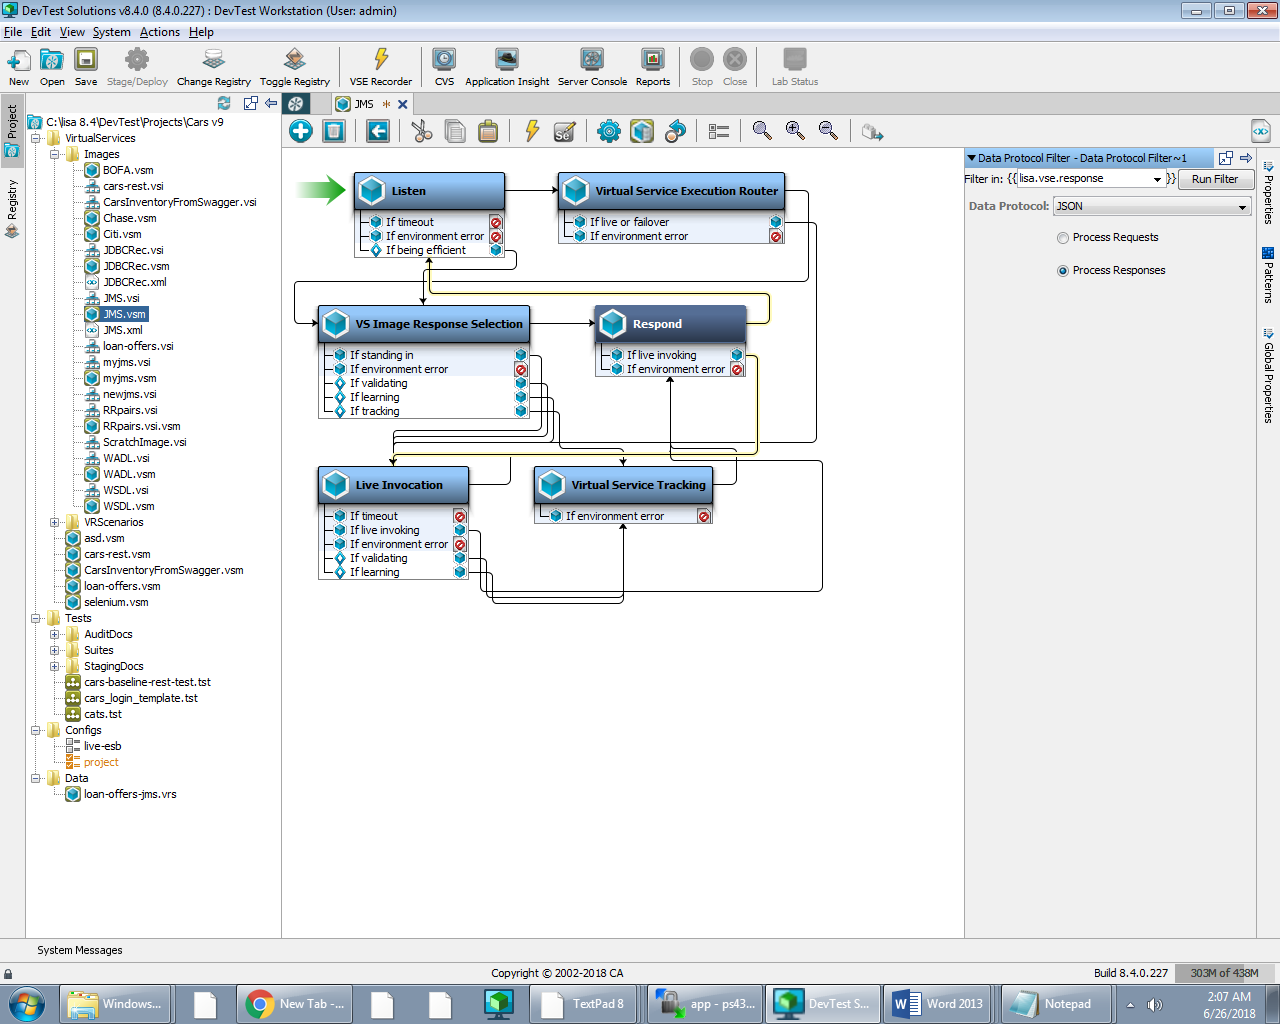 DevTest Solutions v8.4.0 (8.4.0.227) : DevTest Workstation (User: admin)
File Edit View System Actions Help
New Open Save Stage/Deploy Change Registry Toggle Registry VSE Recorder CVS Application Insight Server Console Reports Stop Close Lab Status
Project
Registry
C:\lisa 8.4\DevTest\Projects\Cars v9
VirtualServices
Images
BOFA.vsm
cars-rest.vsi
CarsInventoryFromSwagger.vsi
Chase.vsm
Citi.vsm
JDBCRec.vsi
JDBCRec.vsm
JDBCRec.xml
JMS.vsi
JMS.vsm
JMS.xml
loan-offers.vsi
myjms.vsi
myjms.vsm
newjms.vsi
RRpairs.vsi
RRpairs.vsi.vsm
ScratchImage.vsi
WADL.vsi
WADL.vsm
WSDL.vsi
WSDL.vsm
VRScenarios
asd.vsm
cars-rest.vsm
CarsInventoryFromSwagger.vsm
loan-offers.vsm
selenium.vsm
Tests
AuditDocs
Suites
StagingDocs
cars-baseline-rest-test.tst
cars_login_template.tst
cats.tst
Configs
live-esb
project
Data
loan-offers-jms.vrs
JMS *
Listen
If timeout
If environment error
If being efficient
Virtual Service Execution Router
If live or failover
If environment error
VS Image Response Selection
If standing in
If environment error
If validating
If learning
If tracking
Respond
If live invoking
If environment error
Live Invocation
If timeout
If live invoking
If environment error
If validating
If learning
Virtual Service Tracking
If environment error
Data Protocol Filter - Data Protocol Filter~1
Filter in: {{lisa.vse.response}} Run Filter
Data Protocol: JSON
Process Requests
Process Responses
Properties
Patterns
Global Properties
System Messages
Copyright © 2002-2018 CA
Build 8.4.0.227
303M of 438M
Windows... New Tab -... TextPad 8 app - ps43... DevTest S... Word 2013 Notepad
2:07 AM
6/26/2018